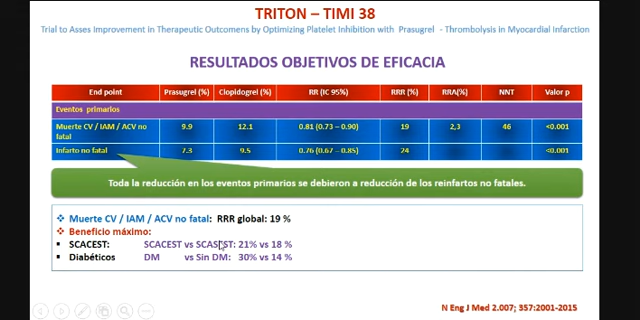 TRITON – TIMI 38
Trial to Asses Improvement in Therapeutic Outcomens by Optimizing Platelet Inhibition with Prasugrel - Thrombolysis in Myocardial Infarction
RESULTADOS OBJETIVOS DE EFICACIA
End point Prasugrel (%) Clopidogrel (%) RR (IC 95%) RRR (%) RRA(%) NNT Valor p
Eventos primarios
Muerte CV / IAM / ACV no fatal 9.9 12.1 0.81 (0.73 – 0.90) 19 2,3 46 <0.001
Infarto no fatal 7.3 9.5 0.76 (0.67 – 0.85) 24 <0.001
Toda la reducción en los eventos primarios se debieron a reducción de los reinfartos no fatales.
❖ Muerte CV / IAM / ACV no fatal: RRR global: 19 %
❖ Beneficio máximo:
▪ SCACEST: SCACEST vs SCASEST: 21% vs 18 %
▪ Diabéticos DM vs Sin DM: 30% vs 14 %
N Eng J Med 2.007; 357:2001-2015